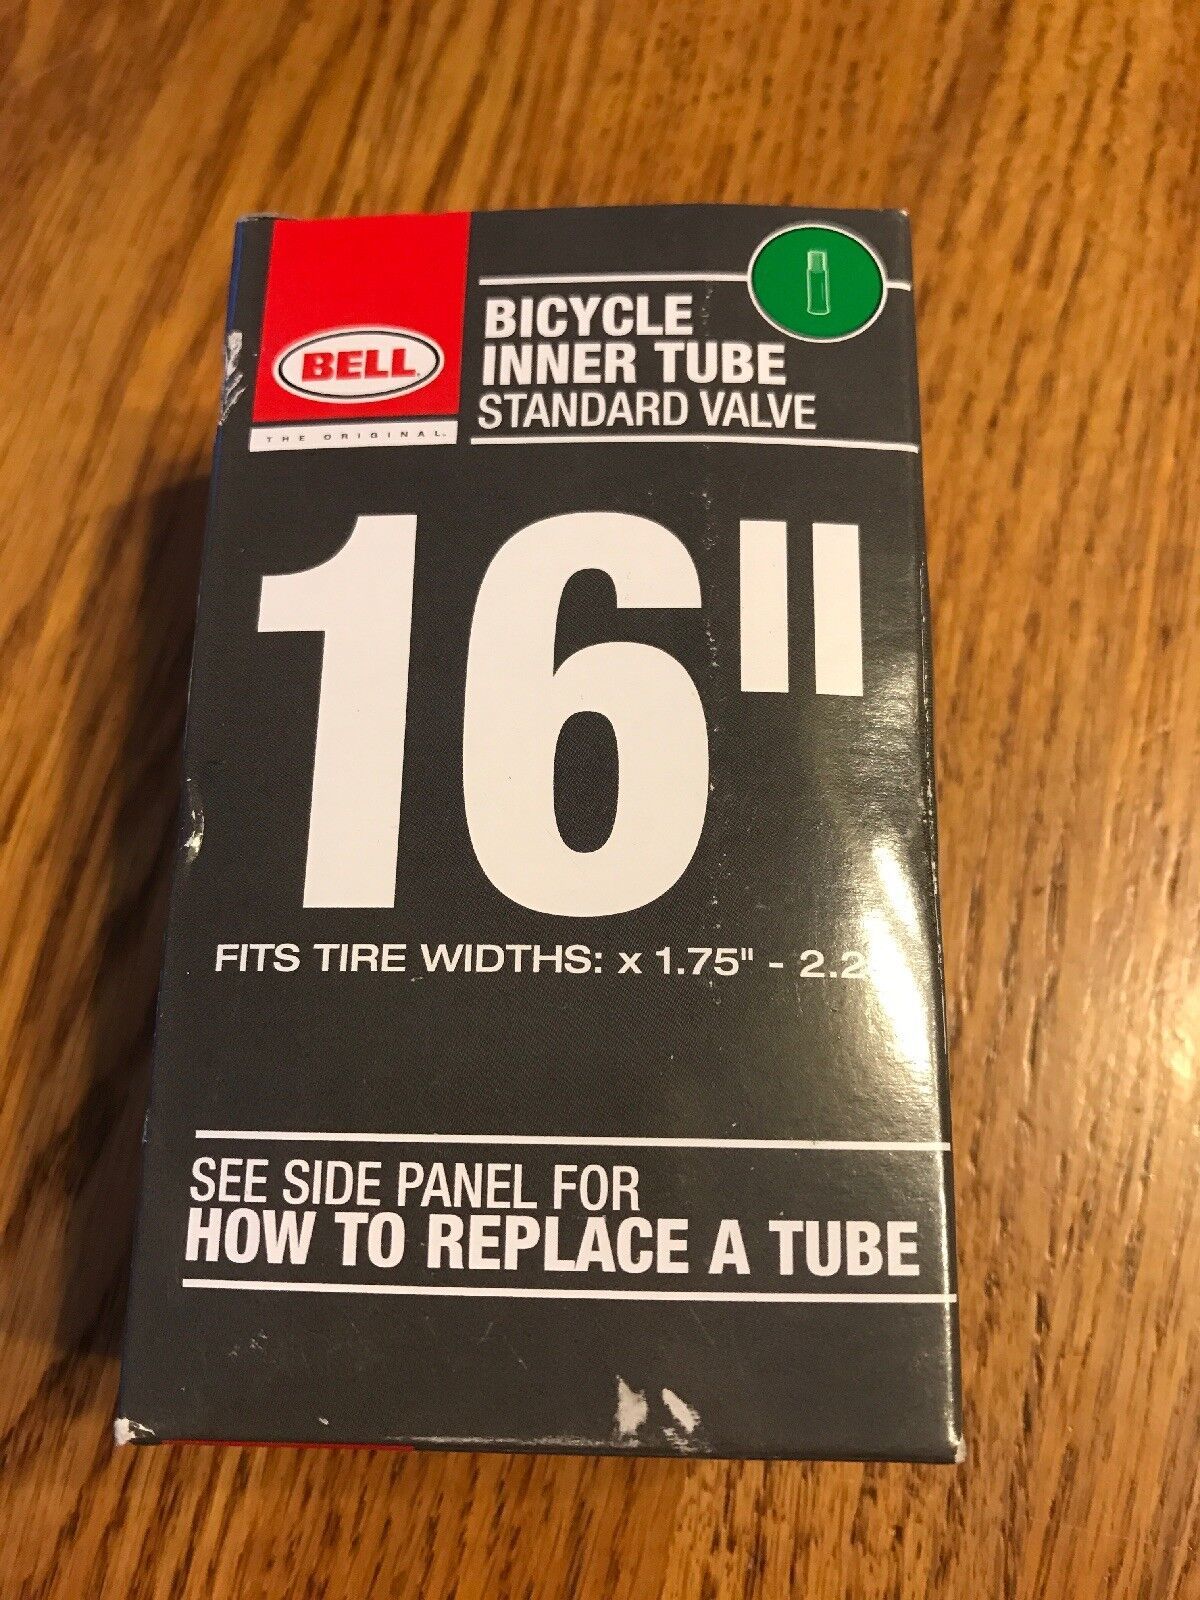 BELL
THE ORIGINAL.
BICYCLE
INNER TUBE
STANDARD VALVE
16"
FITS TIRE WIDTHS: x 1.75" -
SEE SIDE PANEL FOR
HOW TO REPLACE A TUBE